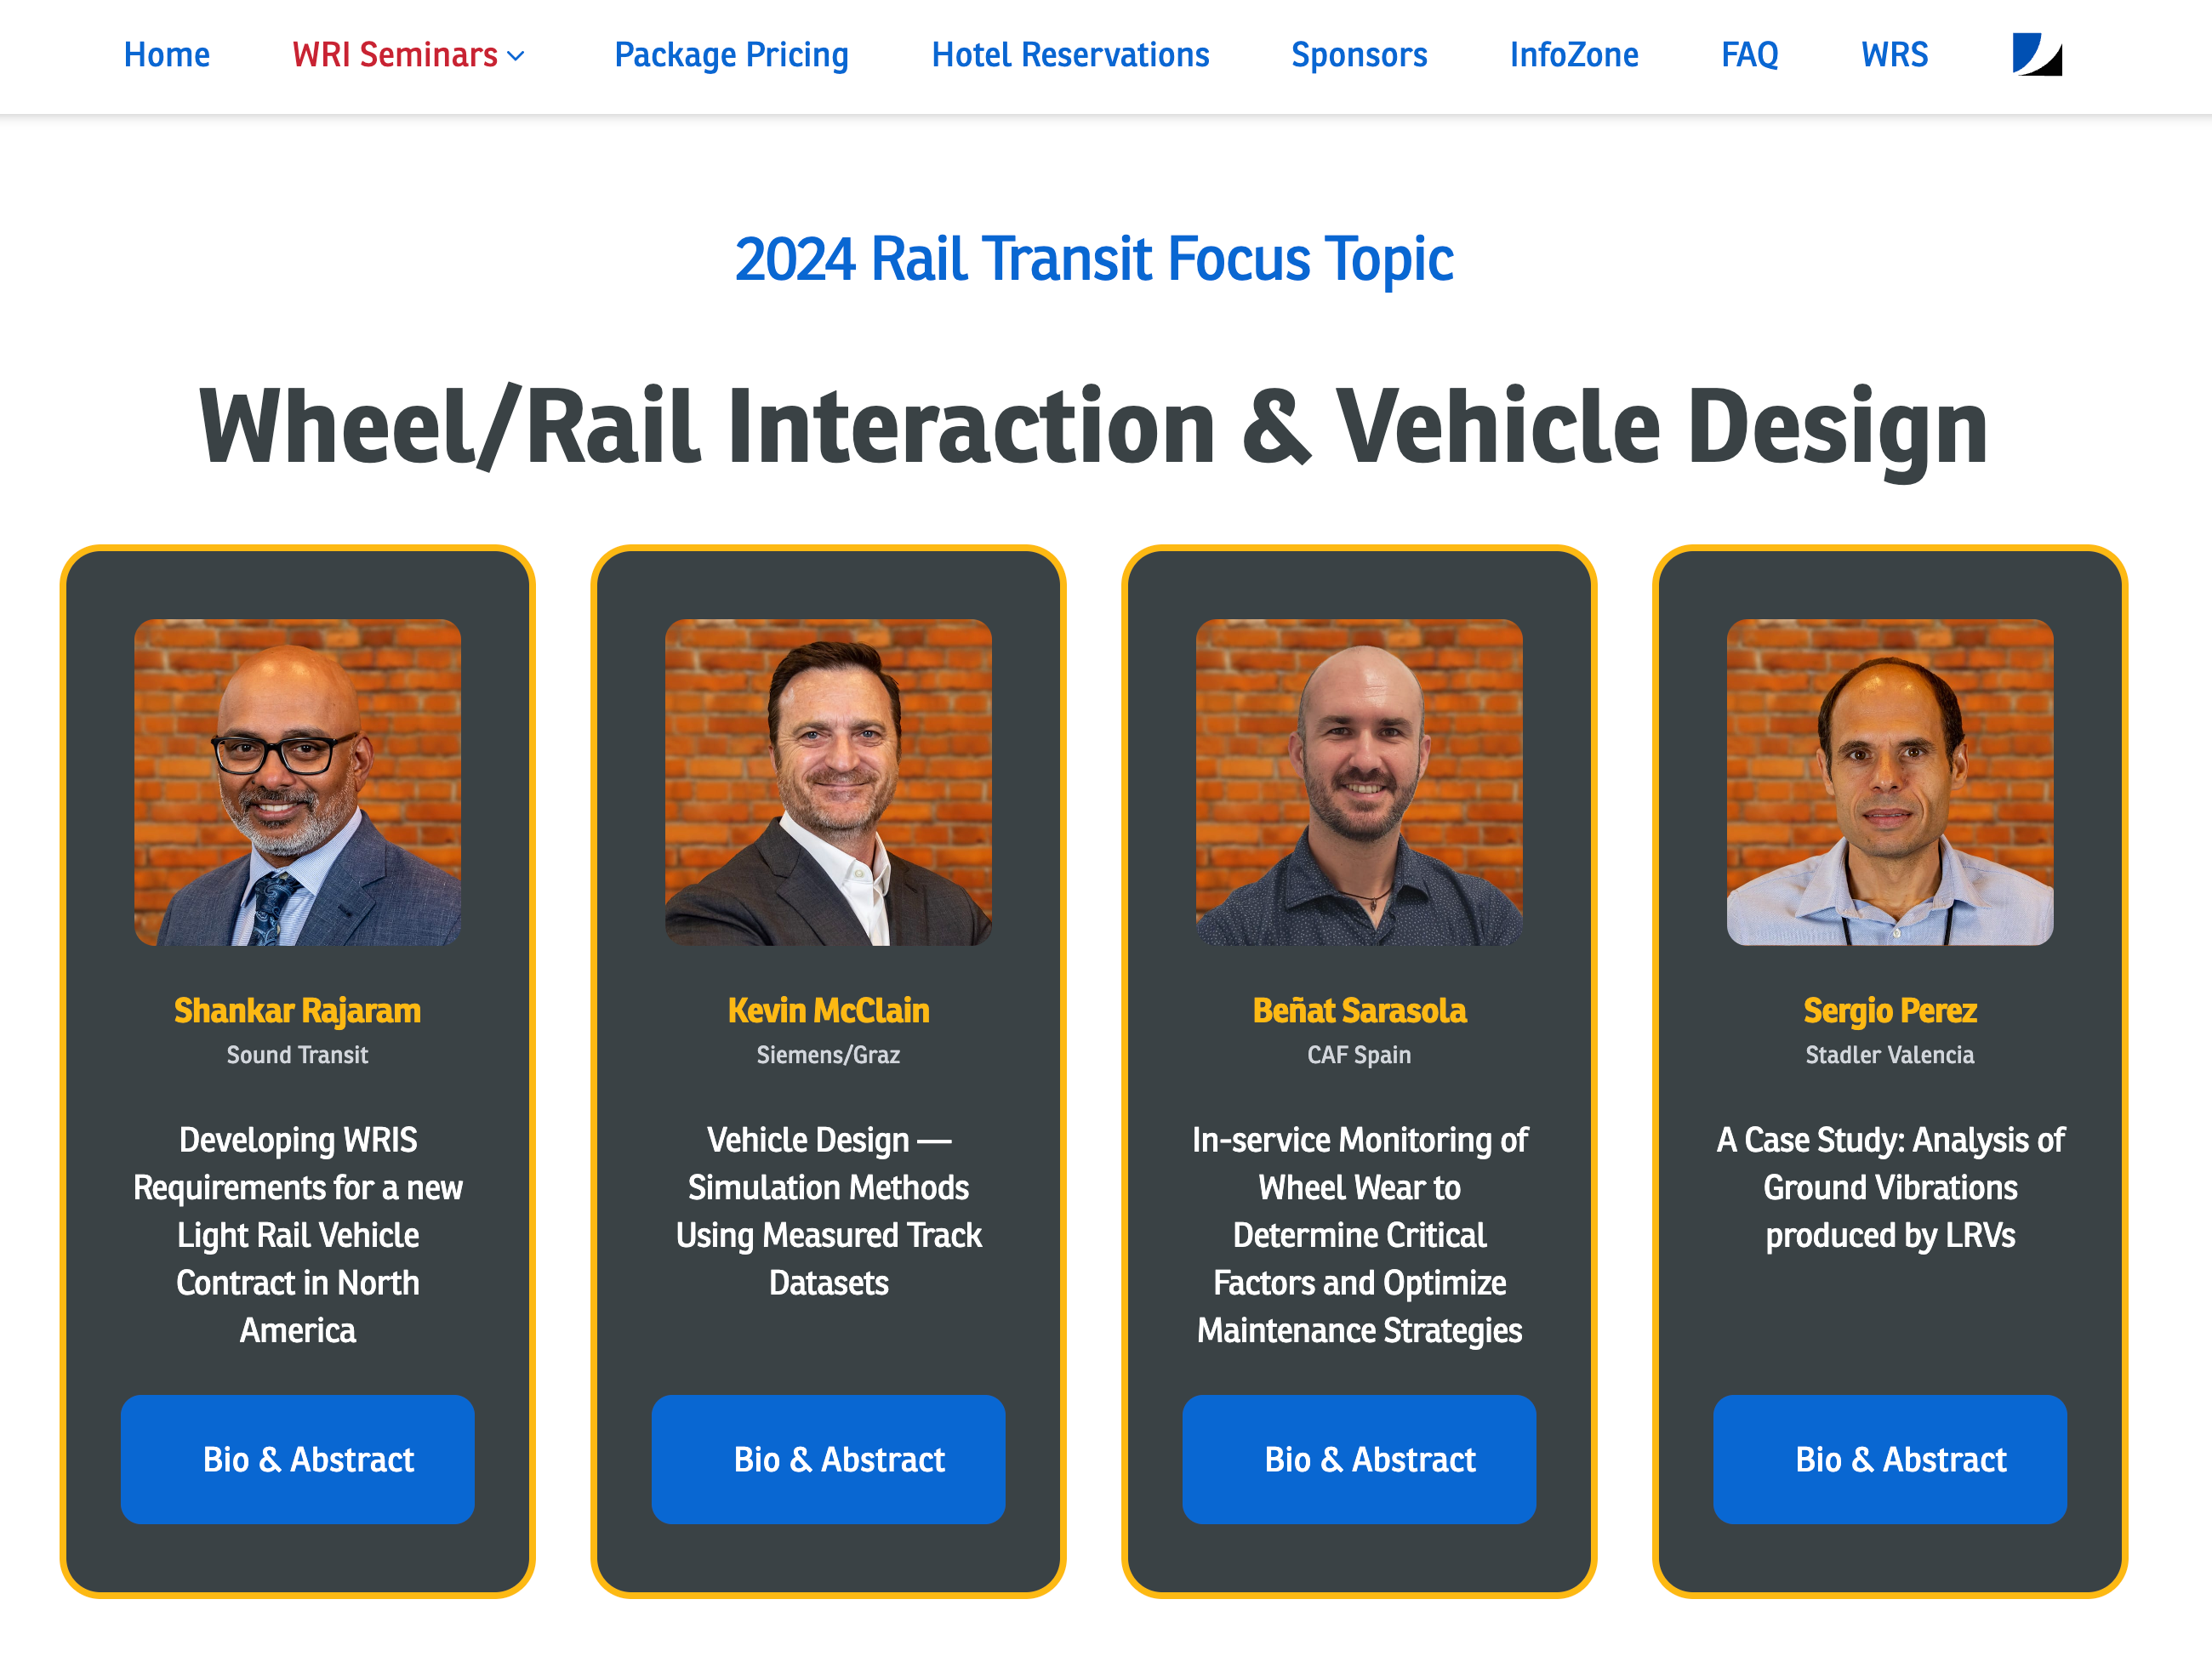 Home WRI Seminars Package Pricing Hotel Reservations Sponsors InfoZone FAQ WRS
2024 Rail Transit Focus Topic
Wheel/Rail Interaction & Vehicle Design
Shankar Rajaram
Sound Transit
Developing WRIS
Requirements for a new
Light Rail Vehicle
Contract in North
America
Bio & Abstract
Kevin McClain
Siemens/Graz
Vehicle Design —
Simulation Methods
Using Measured Track
Datasets
Bio & Abstract
Beñat Sarasola
CAF Spain
In-service Monitoring of
Wheel Wear to
Determine Critical
Factors and Optimize
Maintenance Strategies
Bio & Abstract
Sergio Perez
Stadler Valencia
A Case Study: Analysis of
Ground Vibrations
produced by LRVs
Bio & Abstract